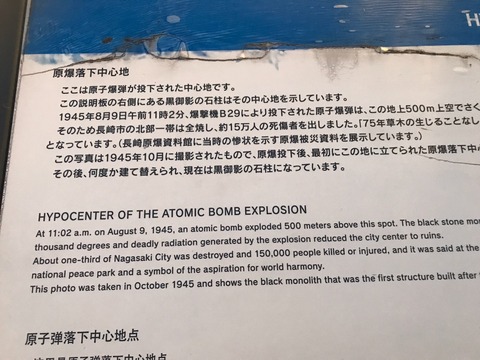 H
原爆落下中心地
ここは原子爆弾が投下された中心地です。
この説明板の右側にある黒御影の石柱はその中心地を示しています。
1945年8月9日午前11時2分、爆撃機B29により投下された原子爆弾は、この地上500m上空でさく
そのため長崎市の北部一帯は全焼し、約15万人の死傷者を出しました。「75年草木の生じることなし
となっています。(長崎原爆資料館に当時の惨状を示す原爆被災資料を展示しています。)
この写真は1945年10月に撮影されたもので、原爆投下後、最初にこの地に立てられた原爆落下中心
その後、何度か建て替えられ、現在は黒御影の石柱になっています。
HYPOCENTER OF THE ATOMIC BOMB EXPLOSION
At 11:02 a.m. on August 9, 1945, an atomic bomb exploded 500 meters above this spot. The black stone mo
thousand degrees and deadly radiation generated by the explosion reduced the city center to ruins.
About one-third of Nagasaki City was destroyed and 150,000 people killed or injured, and it was said at the
national peace park and a symbol of the aspiration for world harmony.
This photo was taken in October 1945 and shows the black monolith that was the first structure built after
原子弹落下中心地点